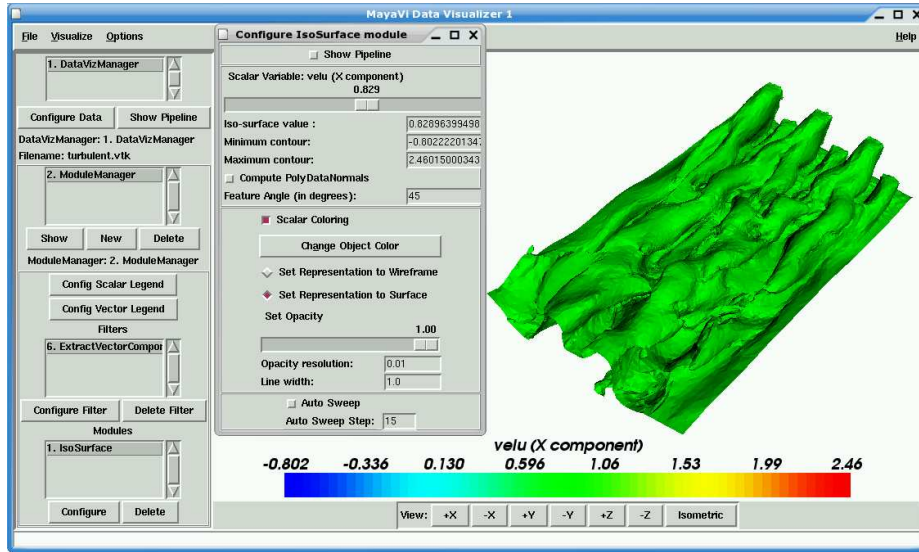 MayaVi Data Visualizer 1
File Visualize Options
Help
1. DataVizManager
Configure Data Show Pipeline
DataVizManager: 1. DataVizManager
Filename: turbulent.vtk
2. ModuleManager
Show New Delete
ModuleManager: 2. ModuleManager
Config Scalar Legend
Config Vector Legend
Filters
6. ExtractVectorCompor
Configure Filter Delete Filter
Modules
1. IsoSurface
Configure Delete
Configure IsoSurface module
Show Pipeline
Scalar Variable: velu (X component)
0.829
Iso-surface value : 0.82896399498
Minimum contour: -0.80222201347
Maximum contour: 2.46015000343
Compute PolyDataNormals
Feature Angle (in degrees): 45
Scalar Coloring
Change Object Color
Set Representation to Wireframe
Set Representation to Surface
Set Opacity
1.00
Opacity resolution: 0.01
Line width: 1.0
Auto Sweep
Auto Sweep Step: 15
velu (X component)
-0.802 -0.336 0.130 0.596 1.06 1.53 1.99 2.46
View: +X -X +Y -Y +Z -Z Isometric